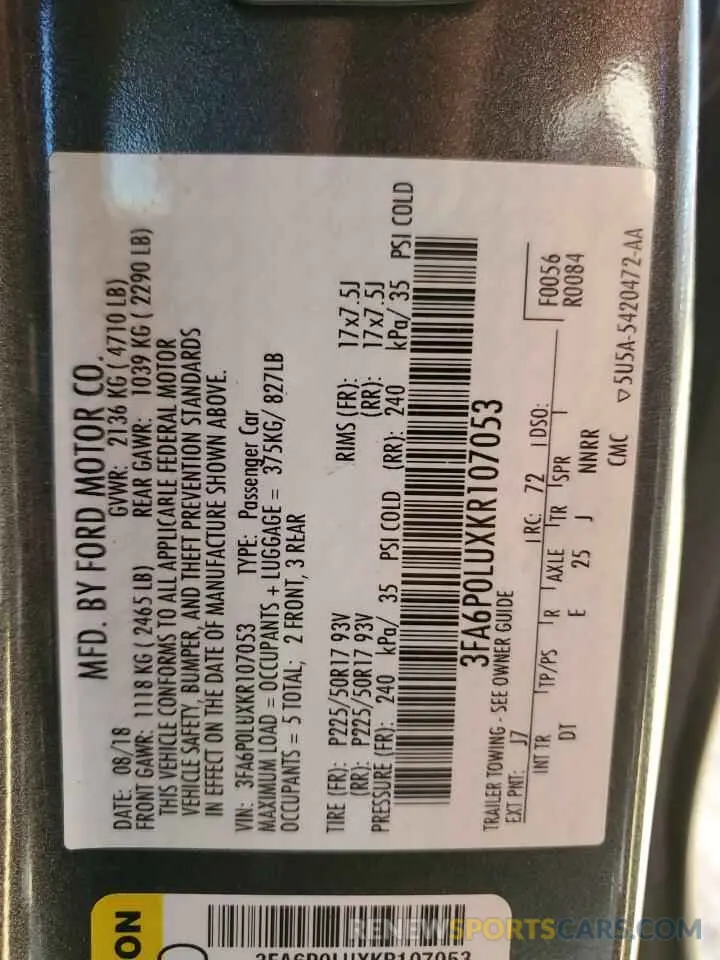 MFD. BY FORD MOTOR CO.
DATE: 08/18 GVWR: 2136 KG ( 4710 LB)
FRONT GAWR: 1118 KG ( 2465 LB) REAR GAWR: 1039 KG ( 2290 LB)
THIS VEHICLE CONFORMS TO ALL APPLICABLE FEDERAL MOTOR
VEHICLE SAFETY, BUMPER, AND THEFT PREVENTION STANDARDS
IN EFFECT ON THE DATE OF MANUFACTURE SHOWN ABOVE.
VIN: 3FA6P0LUXKR107053 TYPE: Passenger Car
MAXIMUM LOAD = OCCUPANTS + LUGGAGE = 375KG/ 827LB
OCCUPANTS = 5 TOTAL; 2 FRONT, 3 REAR
TIRE (FR): P225/50R17 93V RIMS (FR): 17x7.5J
(RR): P225/50R17 93V (RR): 17x7.5J
PRESSURE (FR): 240 kPa/ 35 PSI COLD (RR): 240 kPa/ 35 PSI COLD
3FA6P0LUXKR107053
TRAILER TOWING - SEE OWNER GUIDE
EXT PNT: J7 RC: 72 DSO: F0056
R0084
INT TR TP/PS R AXLE TR SPR
DT E 25 J NNRR
CMC ▽5U5A-5420472-AA
ON
3FA6P0LUXKR107053
RENEWSPORTSCARS.COM